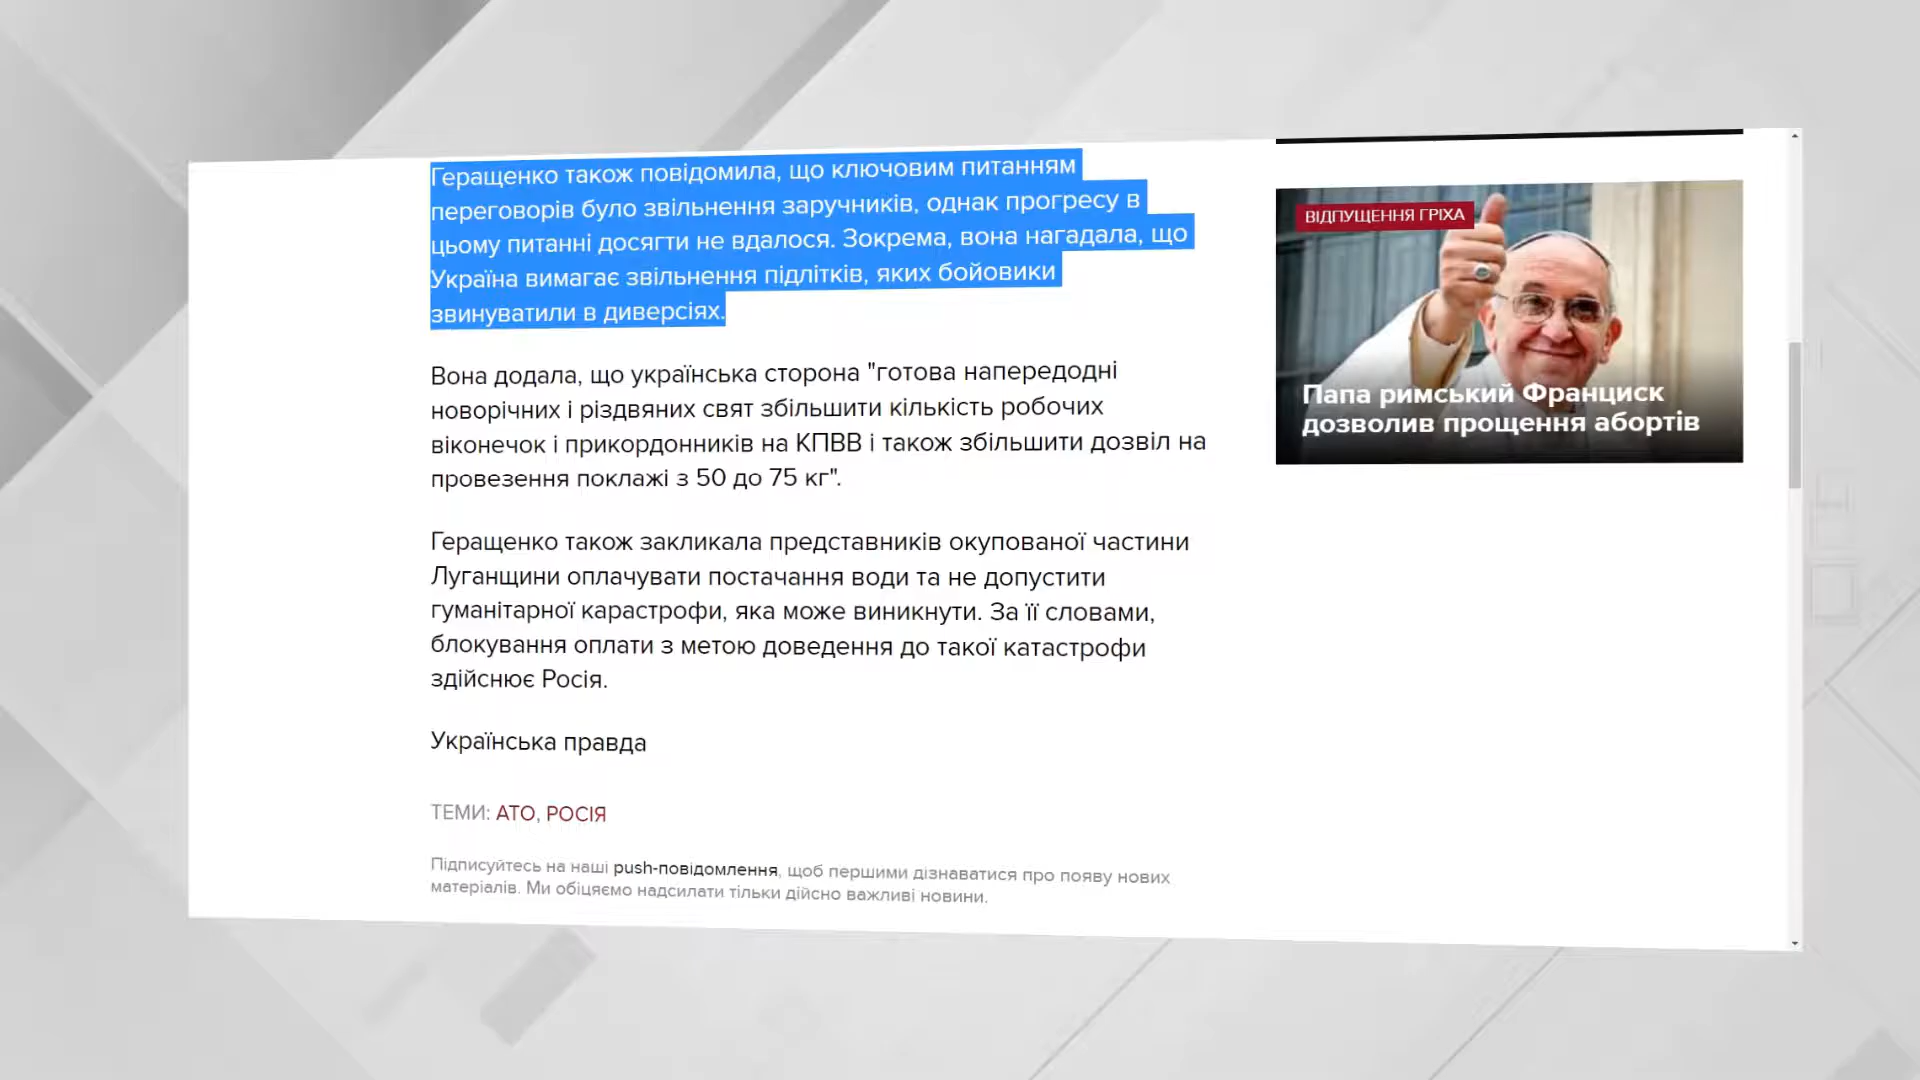 Геращенко також повідомила, що ключовим питанням
переговорів було звільнення заручників, однак прогресу в
цьому питанні досягти не вдалося. Зокрема, вона нагадала, що
Україна вимагає звільнення підлітків, яких бойовики
звинуватили в диверсіях.
Вона додала, що українська сторона "готова напередодні
новорічних і різдвяних свят збільшити кількість робочих
віконечок і прикордонників на КПВВ і також збільшити дозвіл на
провезення поклажі з 50 до 75 кг".
Геращенко також закликала представників окупованої частини
Луганщини оплачувати постачання води та не допустити
гуманітарної карастрофи, яка може виникнути. За її словами,
блокування оплати з метою доведення до такої катастрофи
здійснює Росія.
Українська правда
ТЕМИ: АТО, РОСІЯ
Підписуйтесь на наші push-повідомлення, щоб першими дізнаватися про появу нових
матеріалів. Ми обіцяємо надсилати тільки дійсно важливі новини.
ВІДПУЩЕННЯ ГРІХА
Папа римський Франциск
дозволив прощення абортів